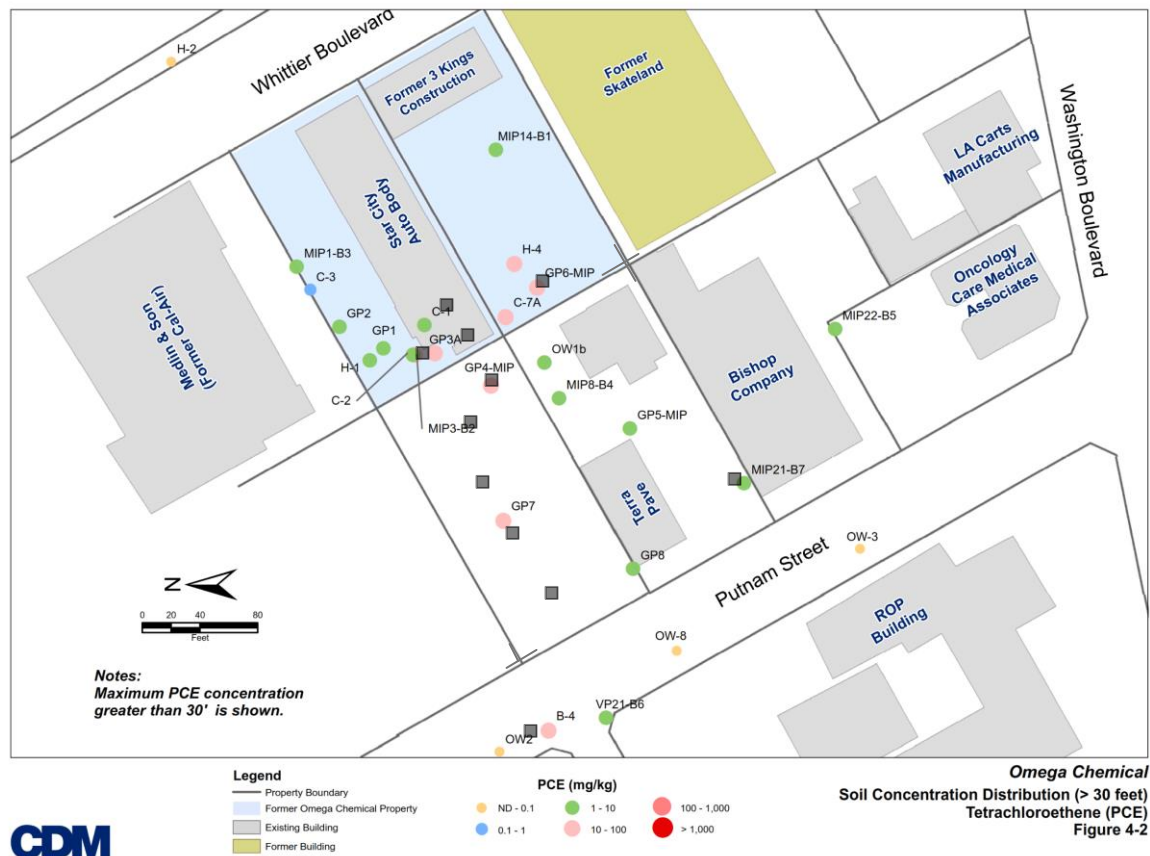 H-2
Whittier Boulevard
Former 3 Kings
Construction
Former
Skateland
Washington Boulevard
LA Carts
Manufacturing
MIP14-B1
Star City
Auto Body
Oncology
Care Medical
Associates
MIP1-B3
C-3
H-4
GP6-MIP
Medlin & Son
(Former Cal-Air)
GP2
C-1
C-7A
MIP22-B5
GP1
GP3A
H-1
OW1b
GP4-MIP
Bishop
Company
C-2
MIP8-B4
MIP3-B2
GP5-MIP
MIP21-B7
Terra
Pave
GP7
OW-3
Putnam Street
GP8
N
ROP
Building
0 20 40 60 80
Feet
OW-8
Notes:
Maximum PCE concentration
greater than 30' is shown.
VP21-B6
B-4
OW2
Legend
Property Boundary
Former Omega Chemical Property
Existing Building
Former Building
PCE (mg/kg)
ND - 0.1
1 - 10
100 - 1,000
0.1 - 1
10 - 100
> 1,000
Omega Chemical
Soil Concentration Distribution (> 30 feet)
Tetrachloroethene (PCE)
Figure 4-2
CDM